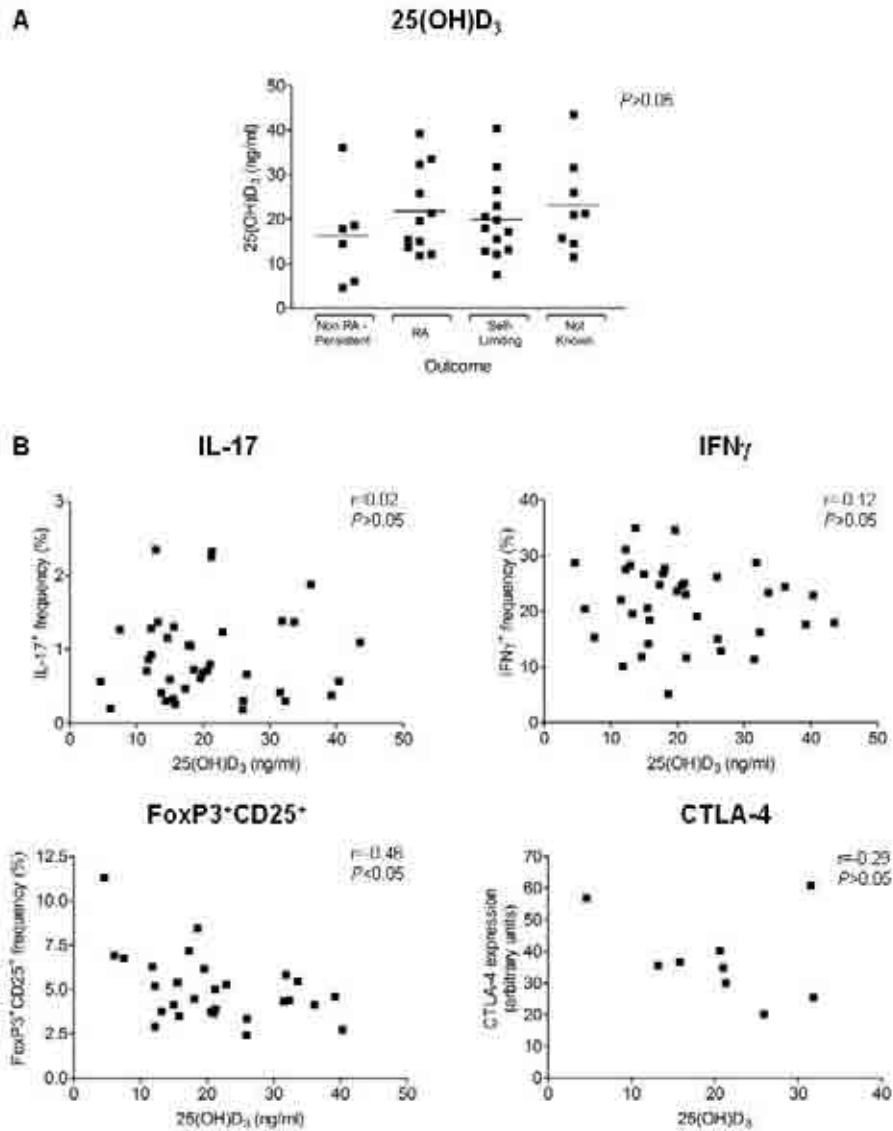 A
25(OH)D₃
P>0.05
50
40
30
20
10
0
25(OH)D₃ (ng/ml)
Non RA - Persistent
RA
Self-Limiting
Not Known
Outcome
B
IL-17
r=0.02
P>0.05
3
2
1
0
IL-17⁺ frequency (%)
0 10 20 30 40 50
25(OH)D₃ (ng/ml)
IFNγ
r=-0.12
P>0.05
40
30
20
10
0
IFNγ⁺ frequency (%)
0 10 20 30 40 50
25(OH)D₃ (ng/ml)
FoxP3⁺CD25⁺
r=-0.46
P<0.05
12.5
10.0
7.5
5.0
2.5
0.0
FoxP3⁺CD25⁺ frequency (%)
0 10 20 30 40 50
25(OH)D₃ (ng/ml)
CTLA-4
r=-0.29
P>0.05
70
60
50
40
30
20
10
0
CTLA-4 expression
(arbitrary units)
0 10 20 30 40
25(OH)D₃